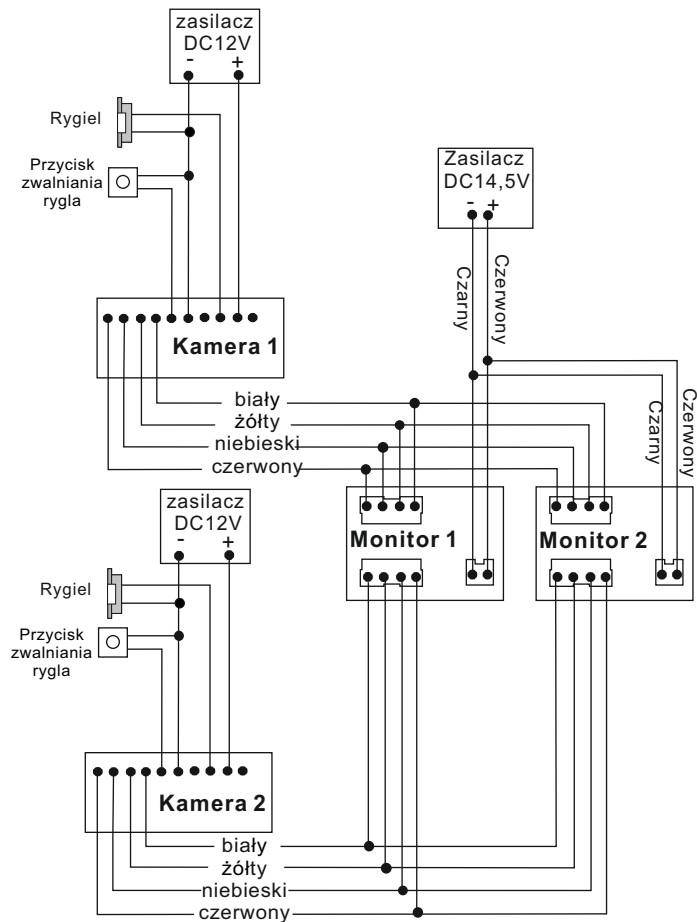 zasilacz
DC12V
- +
Rygiel
Przycisk
zwalniania
rygla
Zasilacz
DC14,5V
- +
Czarny
Czerwony
Kamera 1
biały
żółty
niebieski
czerwony
Czarny
Czerwony
zasilacz
DC12V
- +
Monitor 1
Monitor 2
Rygiel
Przycisk
zwalniania
rygla
Kamera 2
biały
żółty
niebieski
czerwony